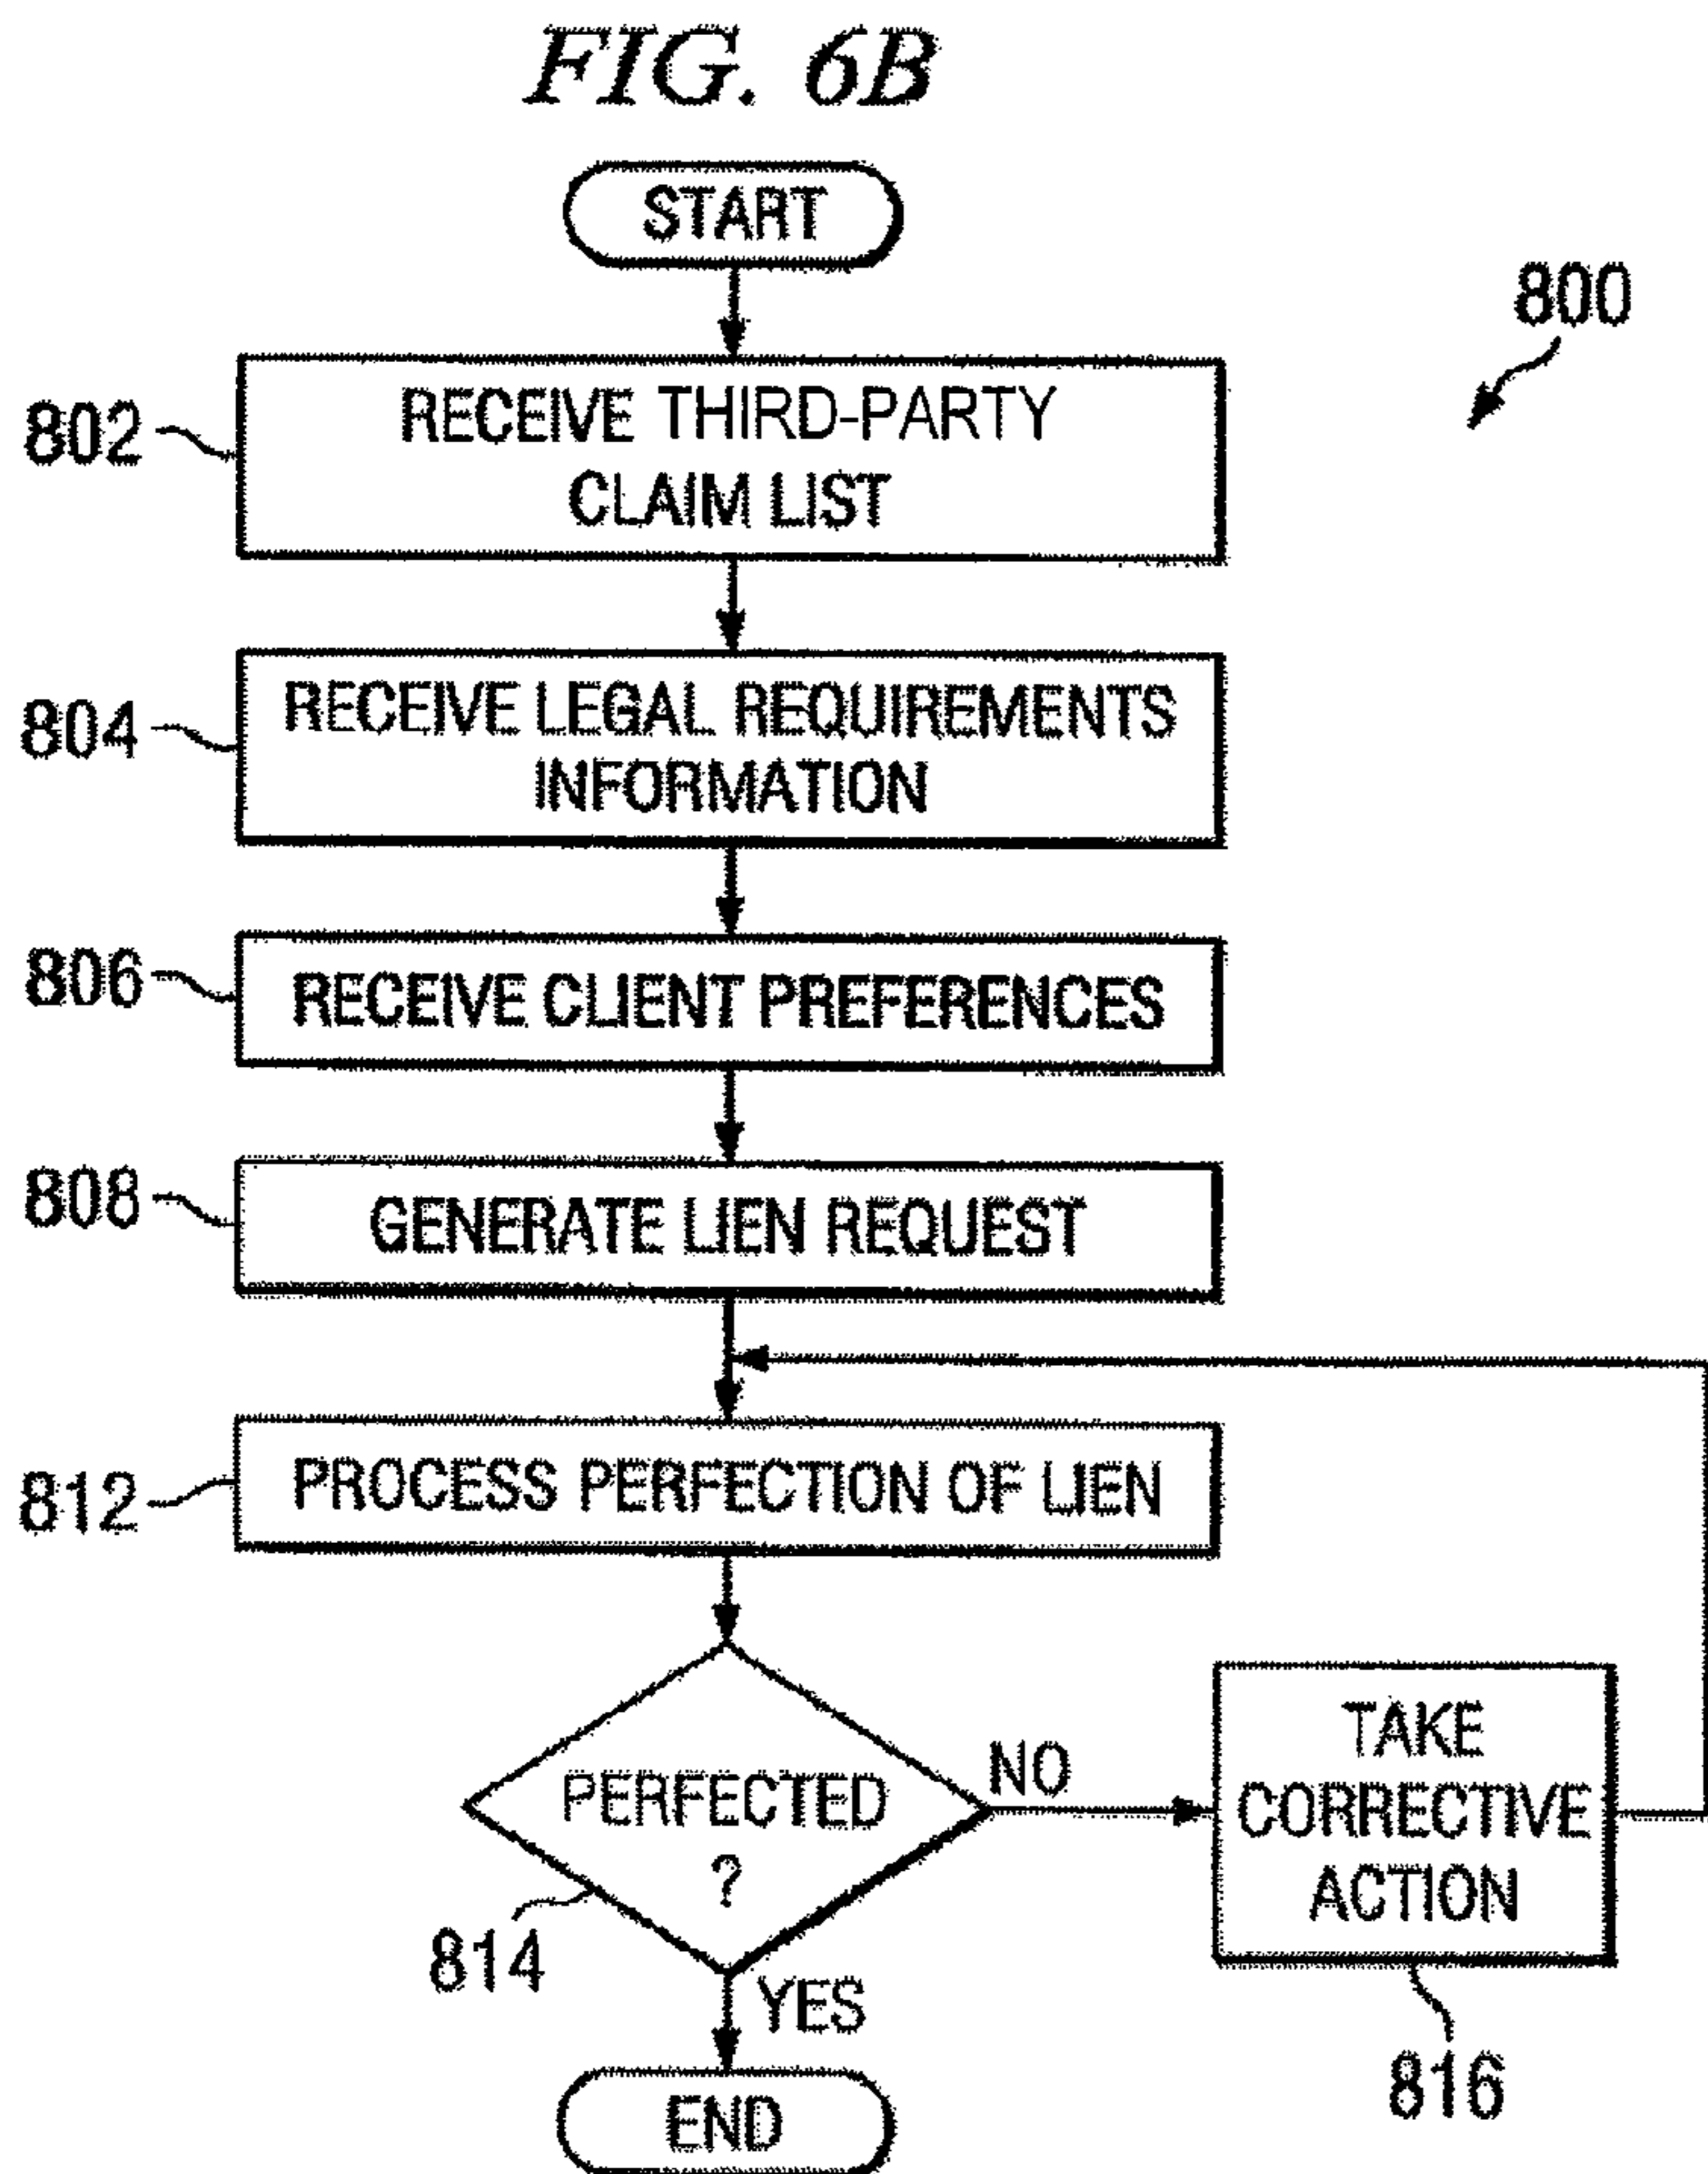 FIG. 6B
START
800
802
RECEIVE THIRD-PARTY
CLAIM LIST
804
RECEIVE LEGAL REQUIREMENTS
INFORMATION
806
RECEIVE CLIENT PREFERENCES
808
GENERATE LIEN REQUEST
812
PROCESS PERFECTION OF LIEN
PERFECTED
?
814
NO
TAKE
CORRECTIVE
ACTION
816
YES
END